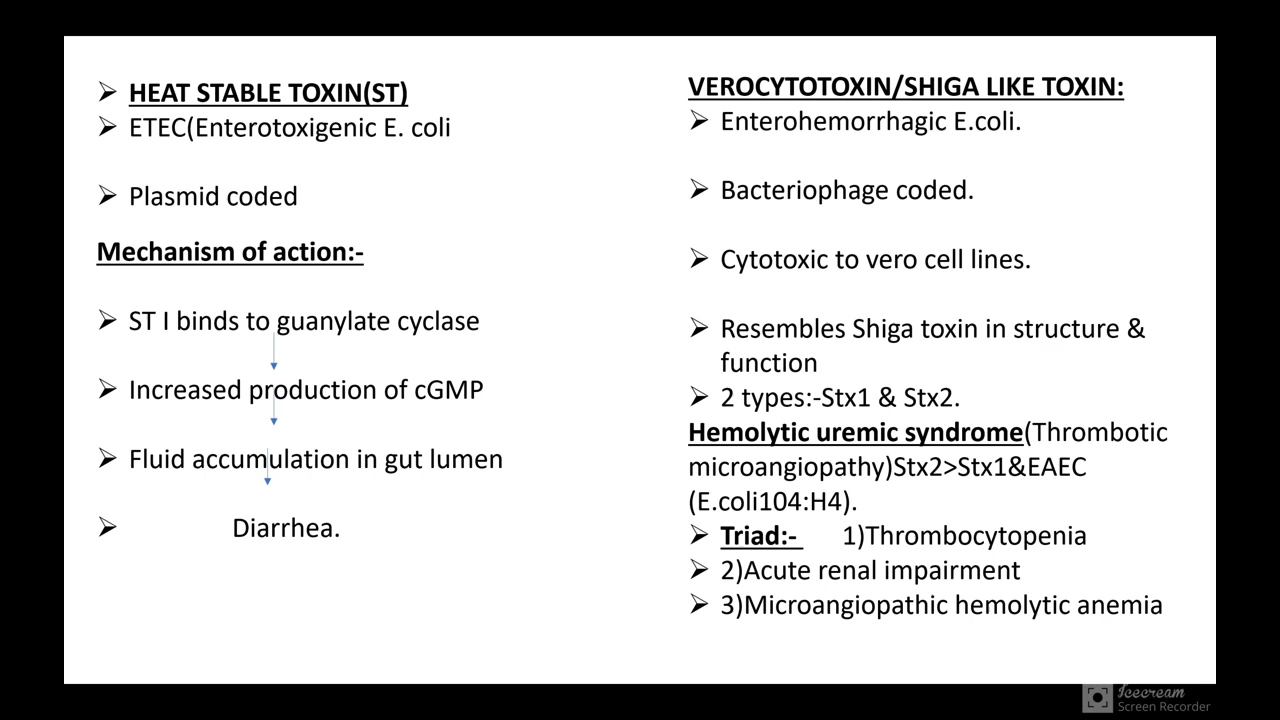 HEAT STABLE TOXIN(ST)
ETEC(Enterotoxigenic E. coli
Plasmid coded
Mechanism of action:-
ST I binds to guanylate cyclase
Increased production of cGMP
Fluid accumulation in gut lumen
Diarrhea.
VEROCYTOTOXIN/SHIGA LIKE TOXIN:
Enterohemorrhagic E.coli.
Bacteriophage coded.
Cytotoxic to vero cell lines.
Resembles Shiga toxin in structure &
function
2 types:-Stx1 & Stx2.
Hemolytic uremic syndrome(Thrombotic
microangiopathy)Stx2>Stx1&EAEC
(E.coli104:H4).
Triad:- 1)Thrombocytopenia
2)Acute renal impairment
3)Microangiopathic hemolytic anemia
Icecream
Screen Recorder